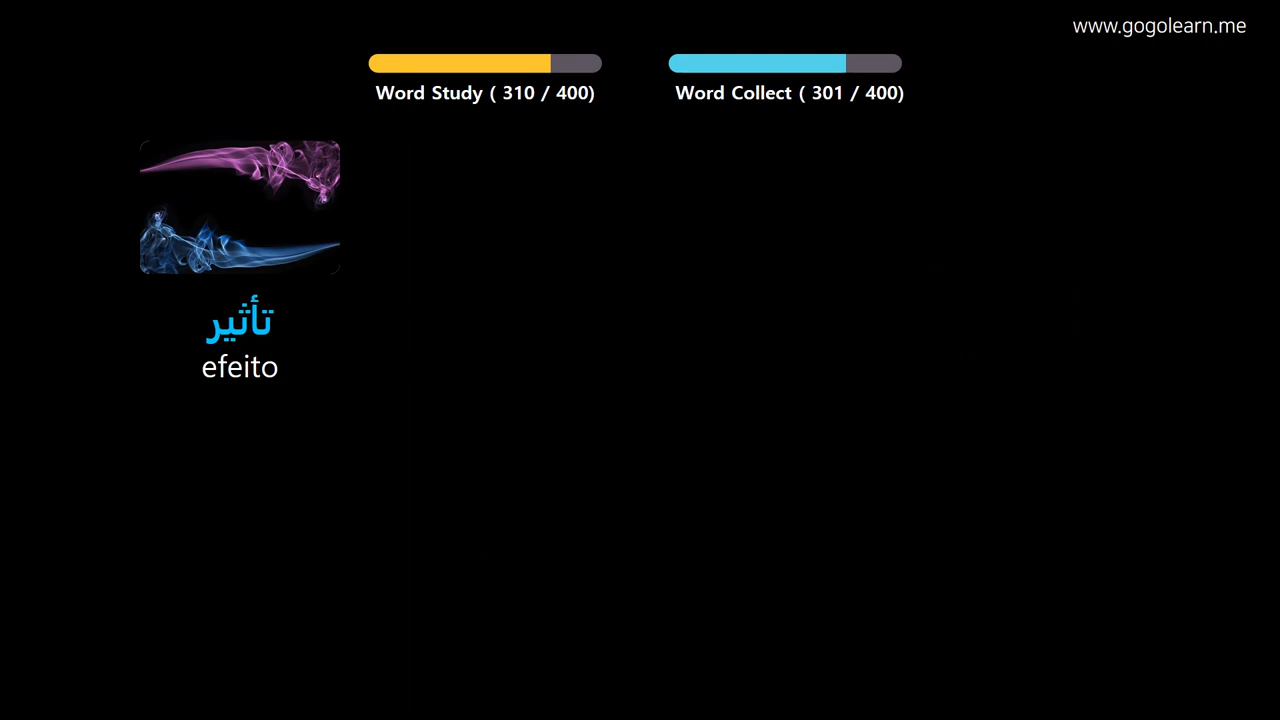 www.gogolearn.me
Word Study ( 310 / 400)
Word Collect ( 301 / 400)
تأثير
efeito